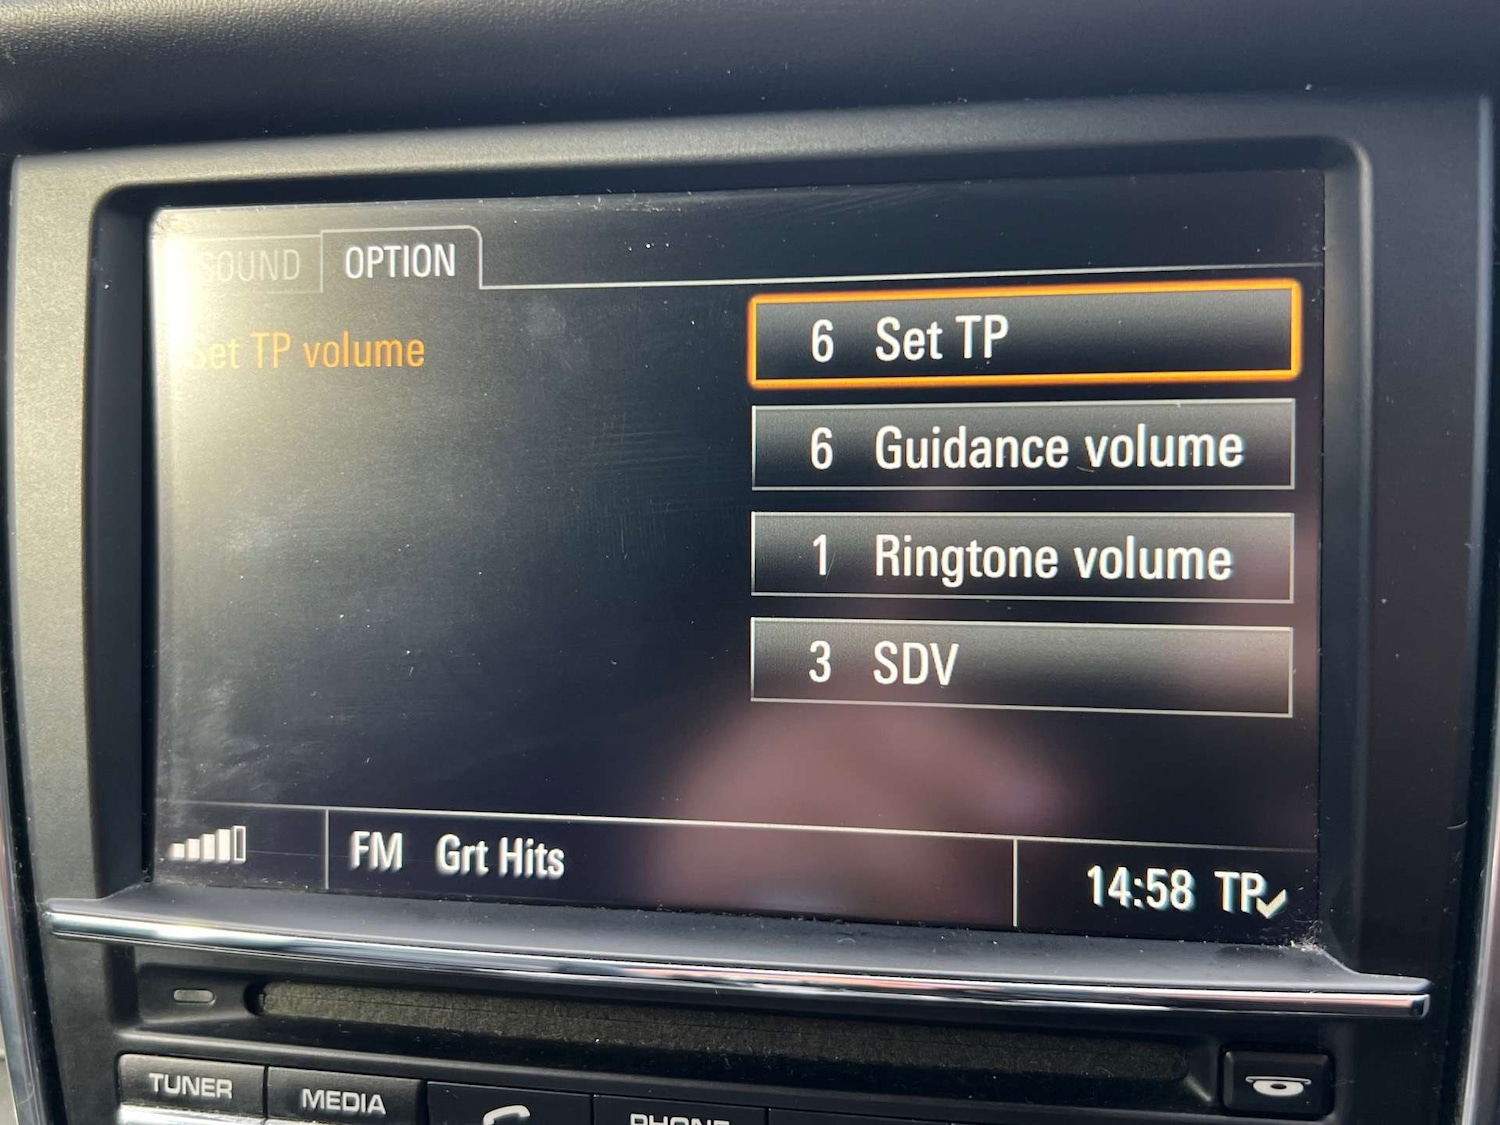 SOUND OPTION
Set TP volume
6 Set TP
6 Guidance volume
1 Ringtone volume
3 SDV
FM Grt Hits 14:58 TP
TUNER MEDIA PHONE